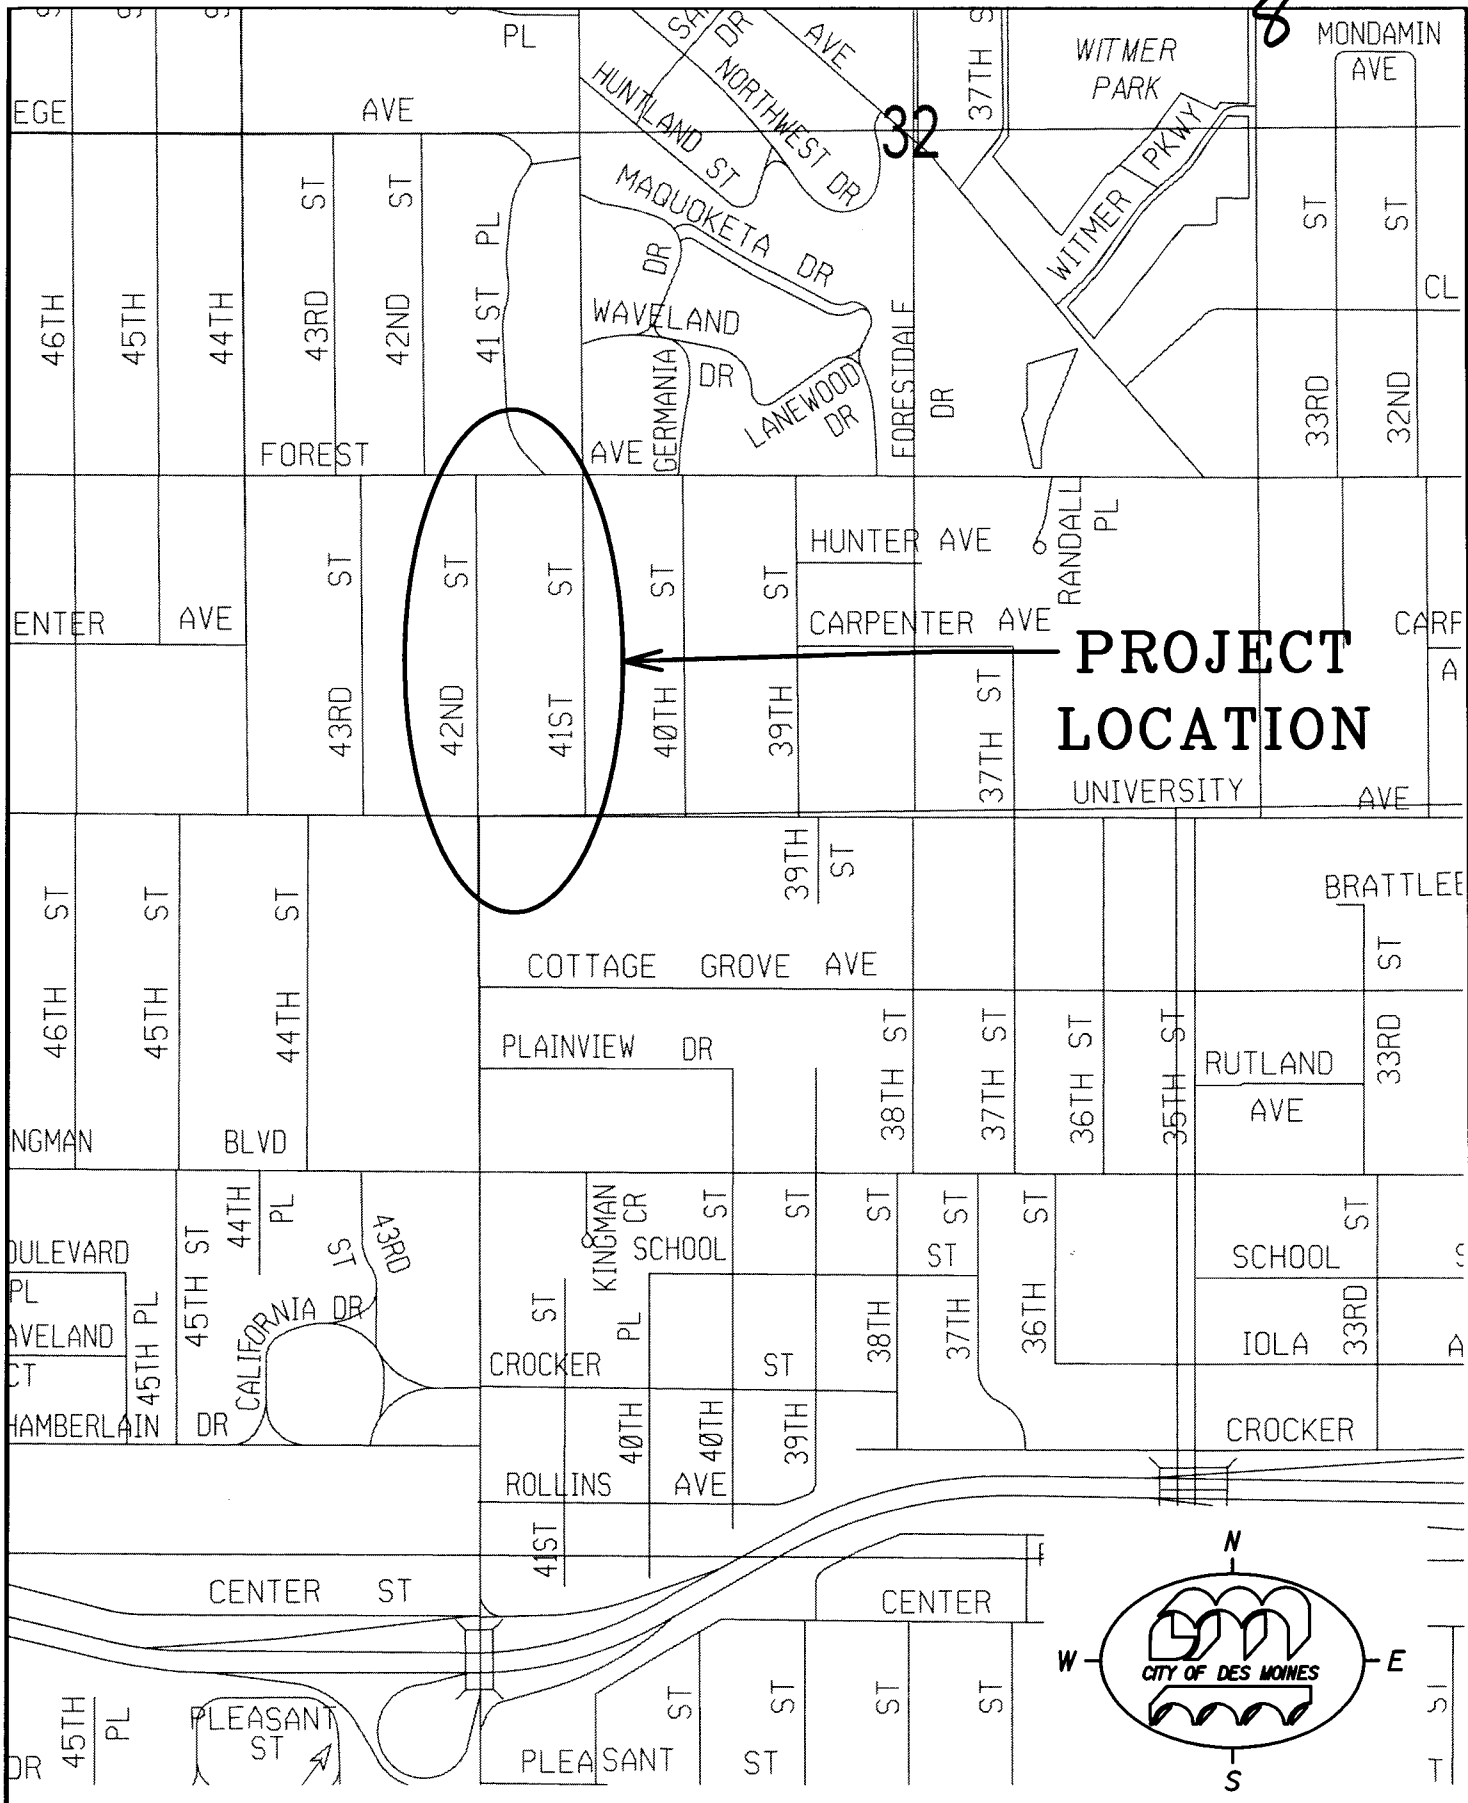 8
PL
SA
DR
AVE
37TH S
WITMER
PARK
MONDAMIN
AVE
EGE
AVE
HUNTLAND ST
NORTHWEST DR
32
WITMER PKWY
MAQUOKETA DR
46TH
45TH
44TH
43RD ST
42ND ST
41ST PL
DR
WAVELAND
DR
GERMANIA
LANEWOOD
DR
FORESTDALE
DR
33RD ST
32ND ST
CL
FOREST
AVE
HUNTER AVE
RANDALL
PL
ENTER AVE
43RD ST
42ND ST
41ST ST
40TH ST
39TH ST
CARPENTER AVE
CARP
A
PROJECT
LOCATION
37TH ST
UNIVERSITY
AVE
39TH
ST
BRATTLEB
46TH ST
45TH ST
44TH ST
COTTAGE GROVE AVE
33RD ST
PLAINVIEW DR
38TH ST
37TH ST
36TH ST
35TH ST
RUTLAND
AVE
NGMAN
BLVD
44TH
PL
43RD
ST
KINGMAN
CR
ST
ST
38TH ST
37TH ST
36TH ST
33RD ST
OULEVARD
PL
45TH PL
45TH ST
CALIFORNIA DR
SCHOOL
ST
SCHOOL
S
AVELAND
CT
CROCKER
ST
IOLA
A
HAMBERLAIN DR
41ST ST
40TH PL
40TH
39TH
CROCKER
ROLLINS AVE
CENTER ST
CENTER
N
W
CITY OF DES MOINES
E
S
45TH
PL
PLEASANT
ST
PLEASANT
ST
ST
ST
ST
ST
DR
ST
T